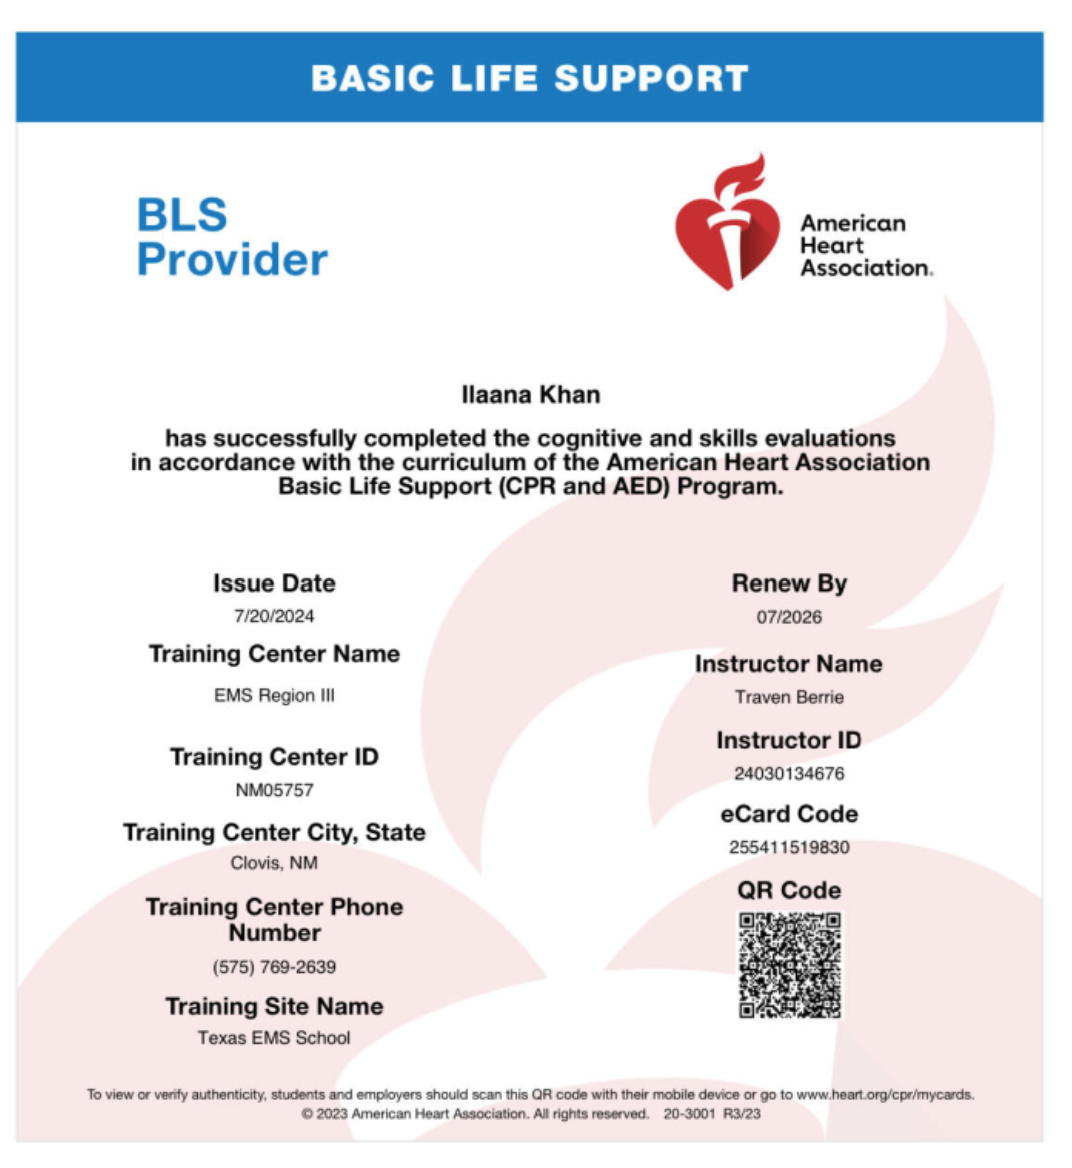 BASIC LIFE SUPPORT
BLS
Provider
American
Heart
Association.
Ilaana Khan
has successfully completed the cognitive and skills evaluations
in accordance with the curriculum of the American Heart Association
Basic Life Support (CPR and AED) Program.
Issue Date
7/20/2024
Training Center Name
EMS Region III
Training Center ID
NM05757
Training Center City, State
Clovis, NM
Training Center Phone
Number
(575) 769-2639
Training Site Name
Texas EMS School
Renew By
07/2026
Instructor Name
Traven Berrie
Instructor ID
24030134676
eCard Code
255411519830
QR Code
To view or verify authenticity, students and employers should scan this QR code with their mobile device or go to www.heart.org/cpr/mycards.
© 2023 American Heart Association. All rights reserved. 20-3001 R3/23